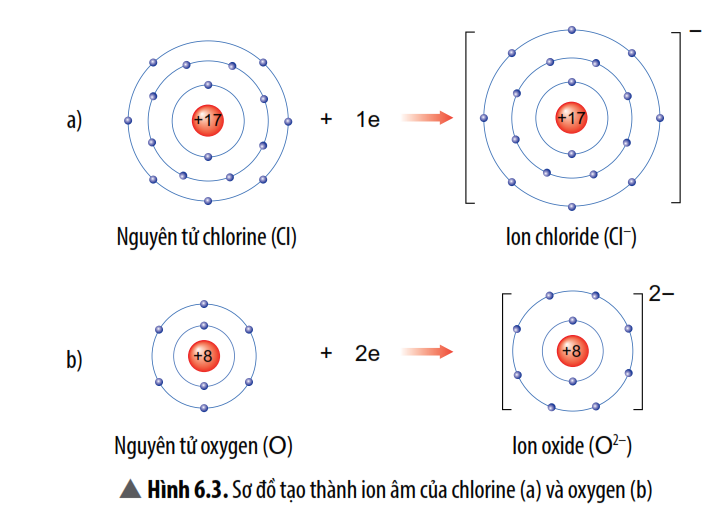 a) +17 + 1e +17 –
Nguyên tử chlorine (Cl) Ion chloride (Cl⁻)
b) +8 + 2e +8 2–
Nguyên tử oxygen (O) Ion oxide (O²⁻)
▲ Hình 6.3. Sơ đồ tạo thành ion âm của chlorine (a) và oxygen (b)